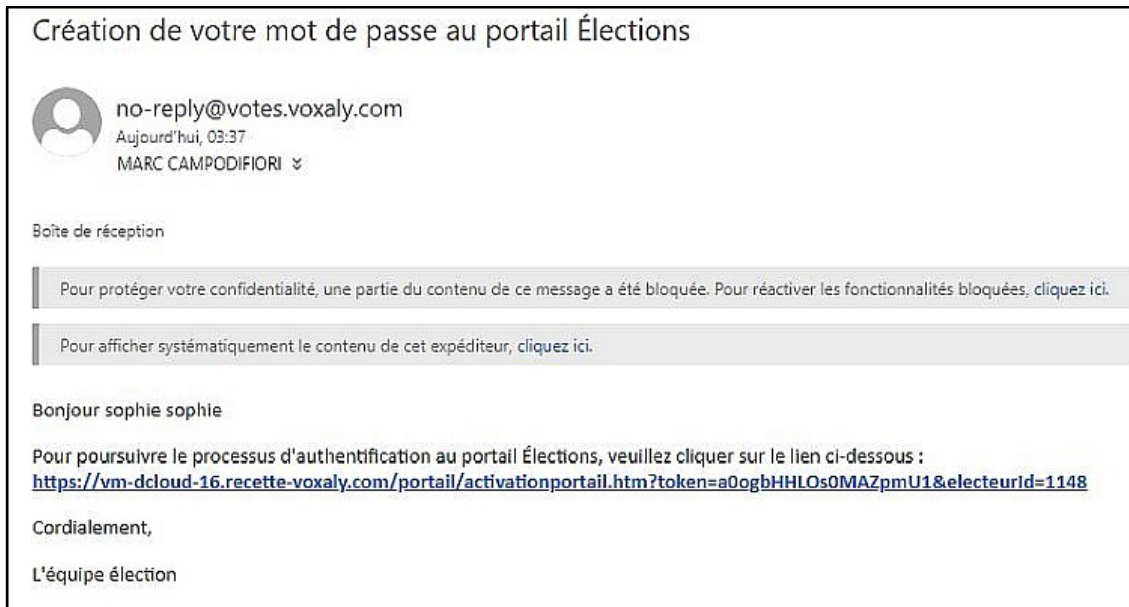 Création de votre mot de passe au portail Élections
no-reply@votes.voxaly.com
Aujourd'hui, 03:37
MARC CAMPODIFIORI
Boîte de réception
Pour protéger votre confidentialité, une partie du contenu de ce message a été bloquée. Pour réactiver les fonctionnalités bloquées, cliquez ici.
Pour afficher systématiquement le contenu de cet expéditeur, cliquez ici.
Bonjour sophie sophie
Pour poursuivre le processus d'authentification au portail Élections, veuillez cliquer sur le lien ci-dessous :
https://vm-dcloud-16.recette-voxaly.com/portail/activationportail.htm?token=a0ogbHHLOs0MAZpmU1&electeurId=1148
Cordialement,
L'équipe élection